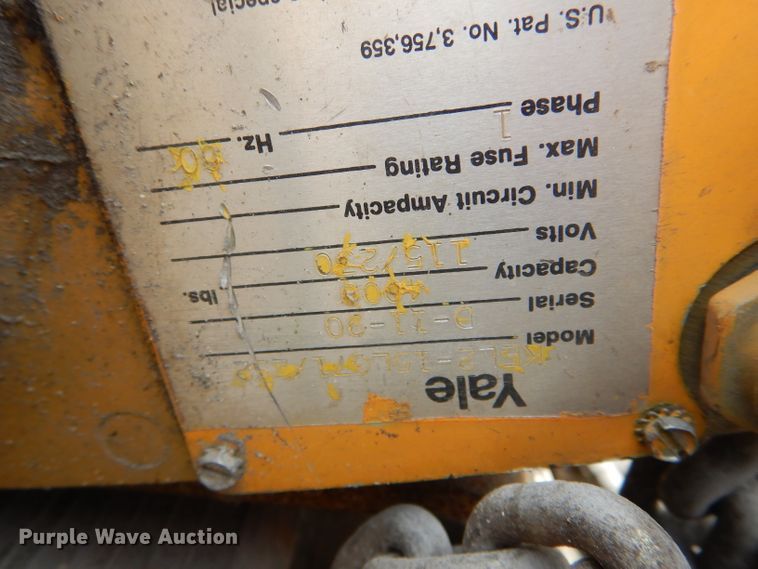 Yale
Model
Serial
Capacity lbs.
Volts 115/230
Min. Circuit Ampacity
Max. Fuse Rating
Phase 1 Hz. 60
U.S. Pat. No. 3,756,359
special
Purple Wave Auction